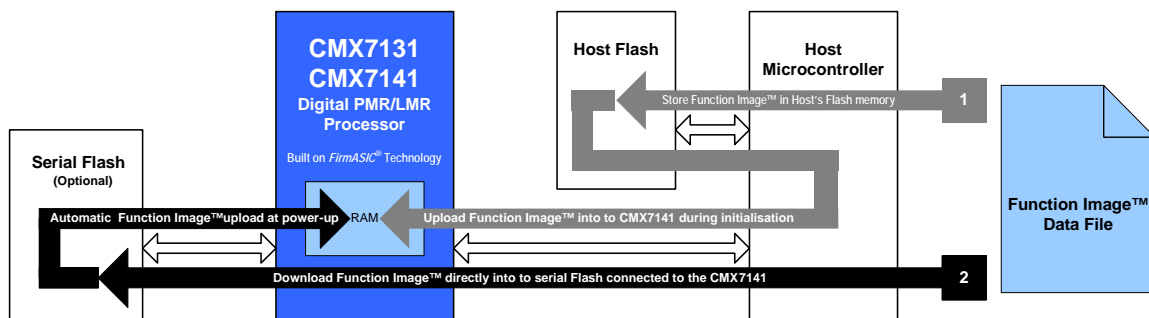 CMX7131
CMX7141
Digital PMR/LMR
Processor
Built on FirmASIC® Technology
Host Flash
Host
Microcontroller
Store Function Image™ in Host's Flash memory
1
Serial Flash
(Optional)
Automatic Function Image™upload at power-up
RAM
Upload Function Image™ into to CMX7141 during initialisation
Function Image™
Data File
Download Function Image™ directly into to serial Flash connected to the CMX7141
2